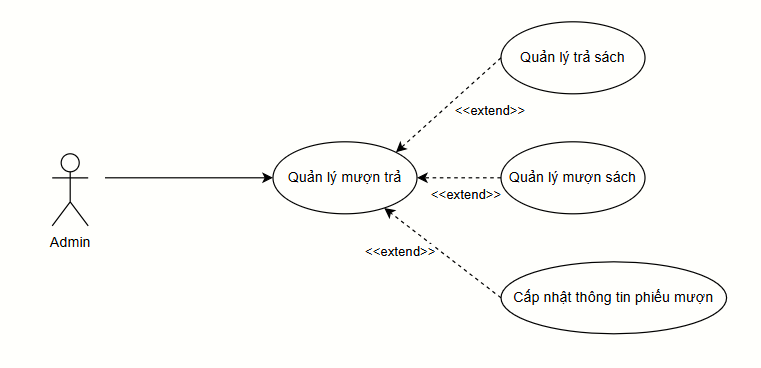 Quản lý trả sách
<<extend>>
Quản lý mượn trả
Quản lý mượn sách
<<extend>>
Admin
<<extend>>
Cấp nhật thông tin phiếu mượn